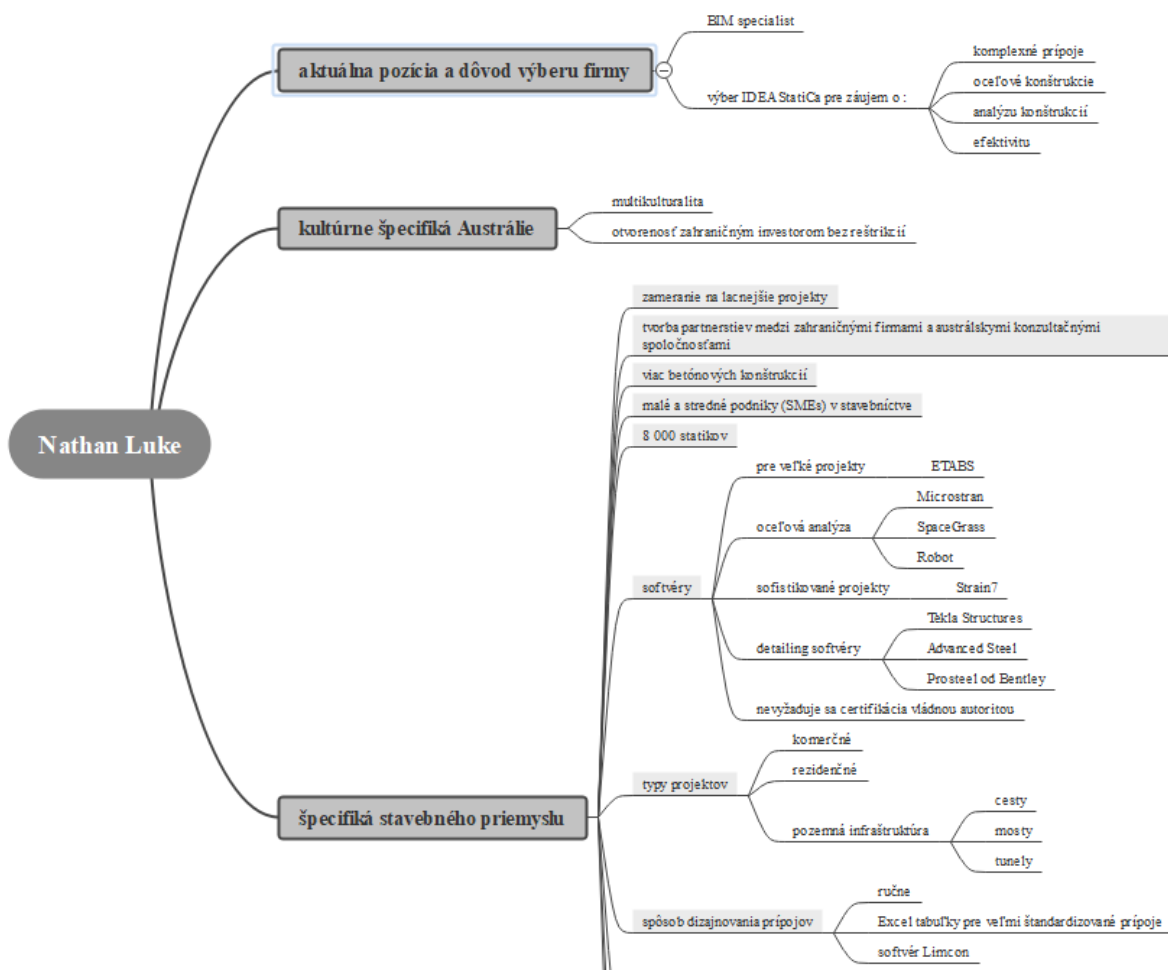 Nathan Luke
aktuálna pozícia a dôvod výberu firmy
BIM specialist
výber IDEA StatiCa pre záujem o :
komplexné prípoje
oceľové konštrukcie
analýzu konštrukcií
efektivitu
kultúrne špecifiká Austrálie
multikulturalita
otvorenosť zahraničným investorom bez reštrikcií
špecifiká stavebného priemyslu
zameranie na lacnejšie projekty
tvorba partnerstiev medzi zahraničnými firmami a austrálskymi konzultačnými
spoločnosťami
viac betónových konštrukcií
malé a stredné podniky (SMEs) v stavebníctve
8 000 statikov
softvéry
pre veľké projekty
ETABS
oceľová analýza
Microstran
SpaceGrass
Robot
sofistikované projekty
Strain7
detailing softvéry
Tekla Structures
Advanced Steel
Prosteel od Bentley
nevyžaduje sa certifikácia vládnou autoritou
typy projektov
komerčné
rezidenčné
pozemná infraštruktúra
cesty
mosty
tunely
spôsob dizajnovania prípojov
ručne
Excel tabuľky pre veľmi štandardizované prípoje
softvér Limcon